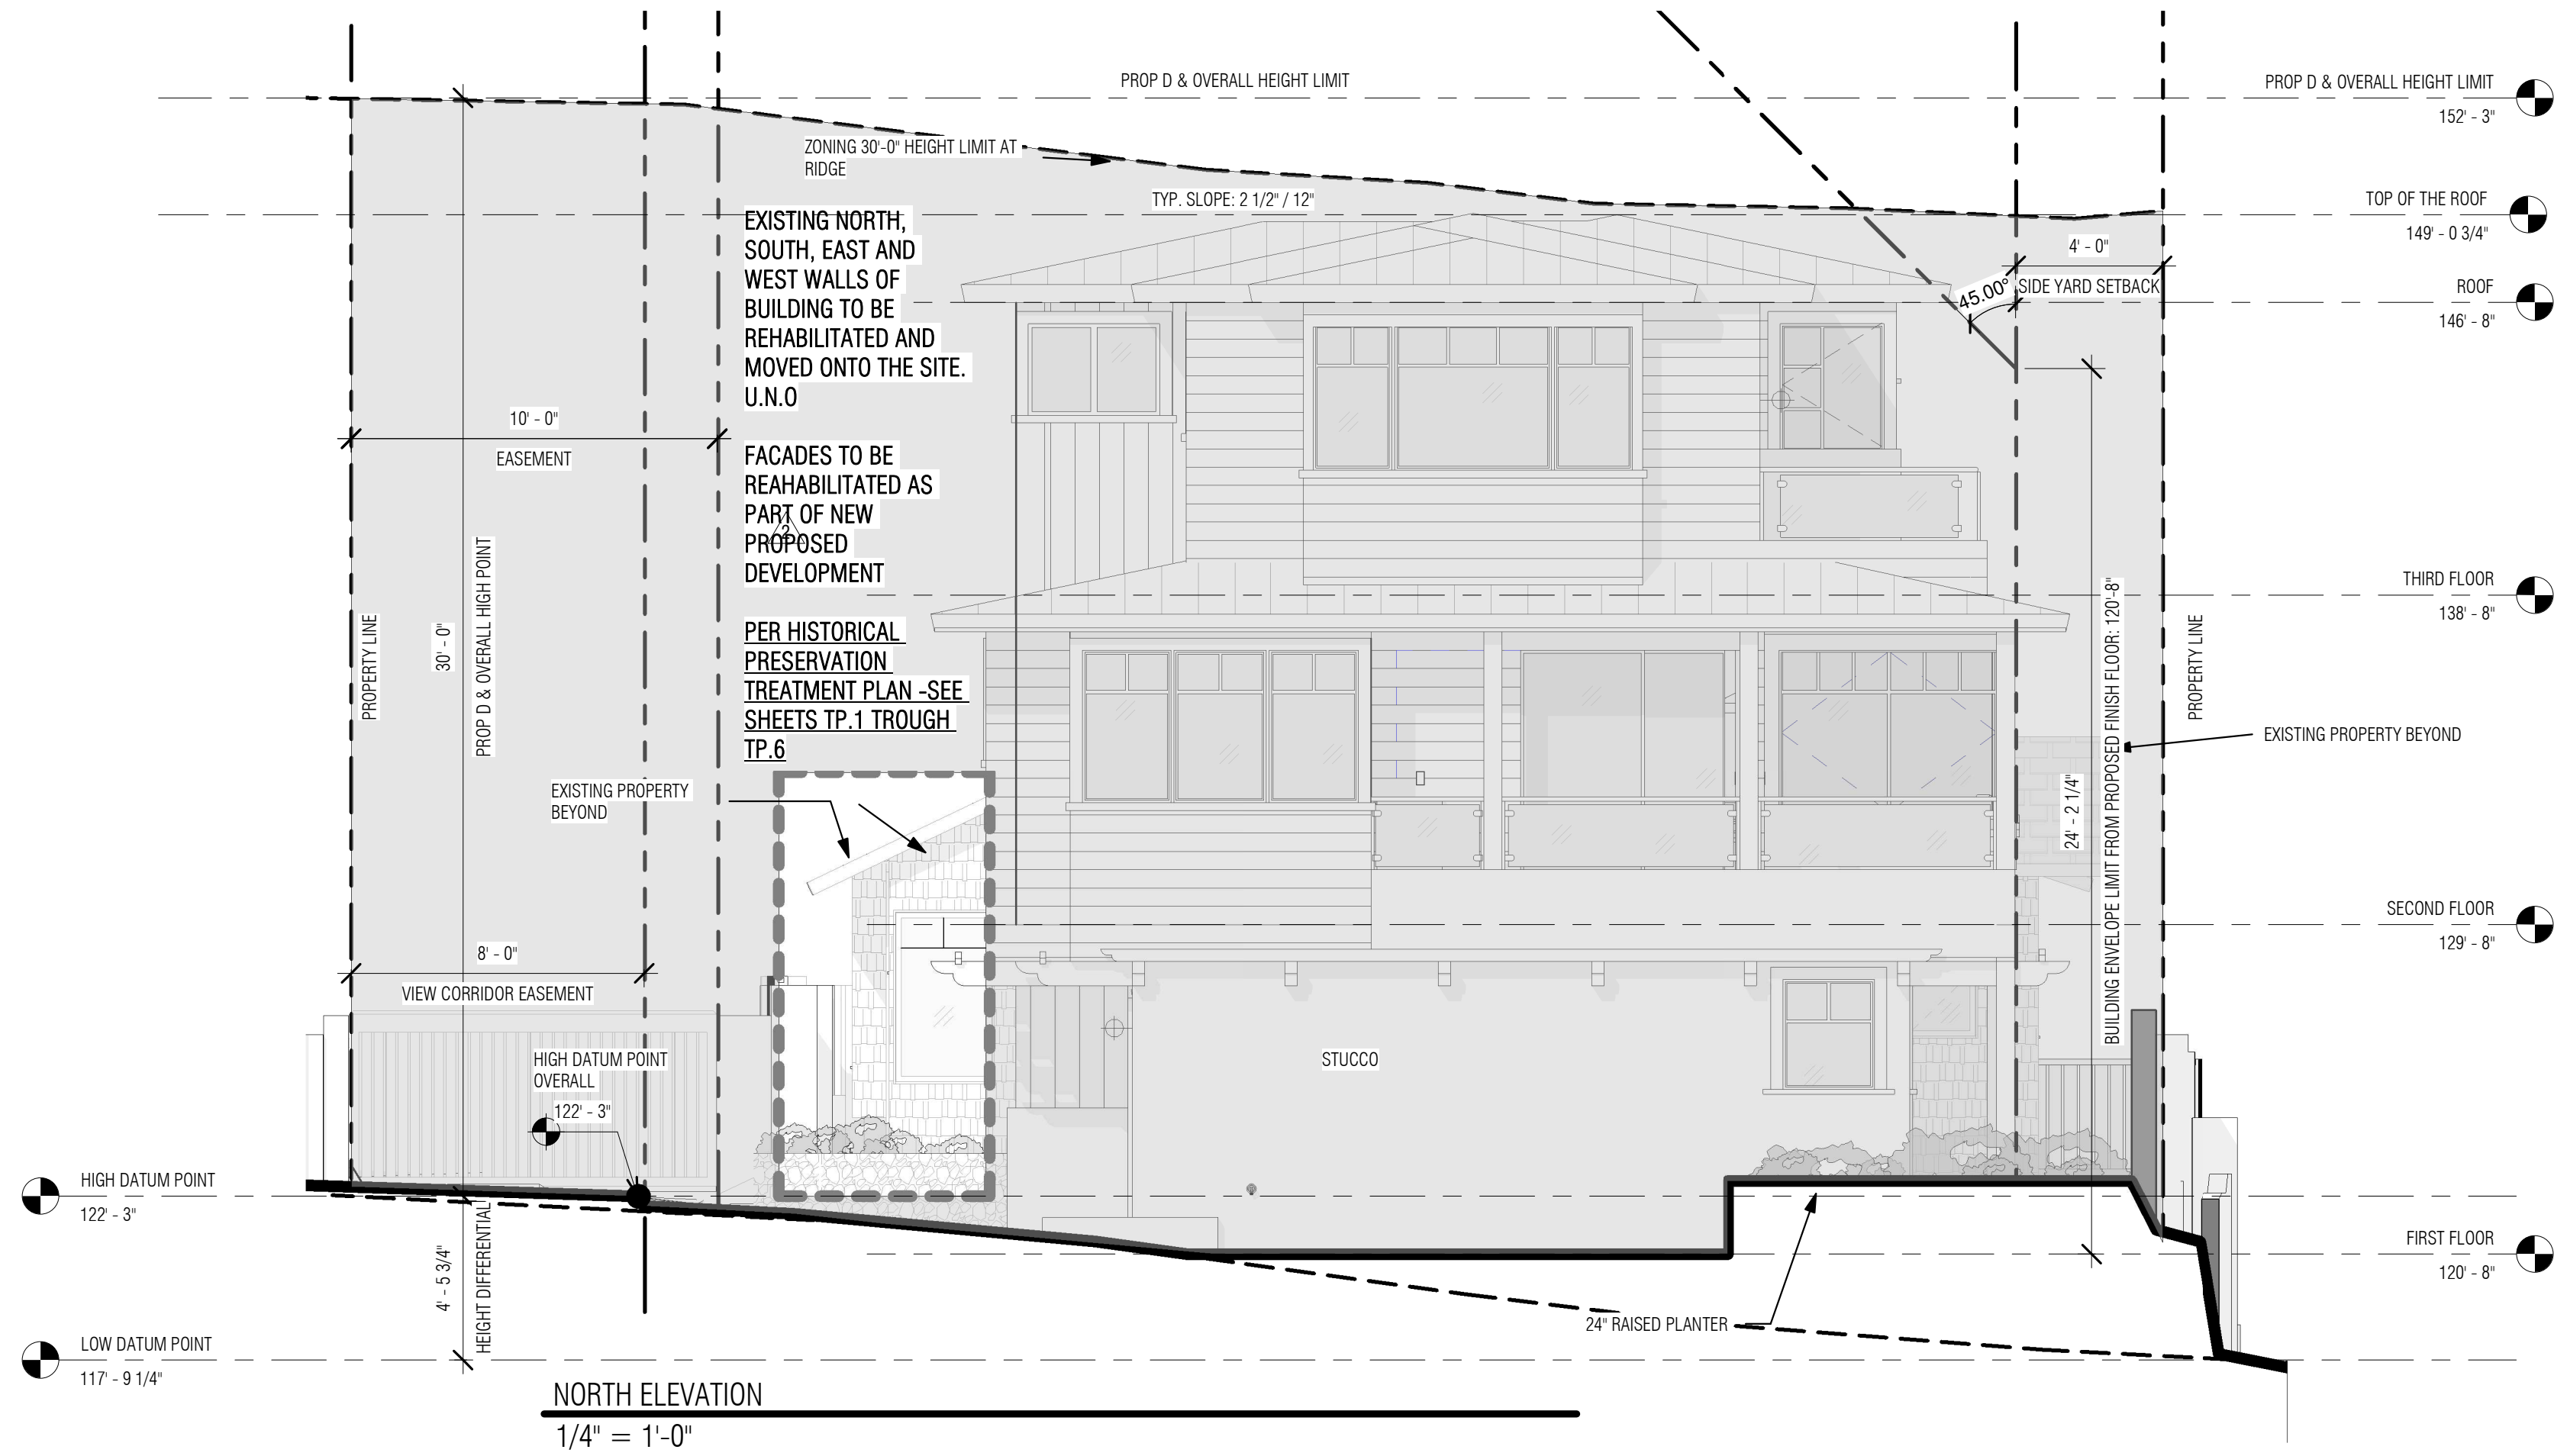 PROP D & OVERALL HEIGHT LIMIT
PROP D & OVERALL HEIGHT LIMIT
152' - 3"
ZONING 30'-0" HEIGHT LIMIT AT
RIDGE
TYP. SLOPE: 2 1/2" / 12"
TOP OF THE ROOF
149' - 0 3/4"
4' - 0"
SIDE YARD SETBACK
45.00°
ROOF
146' - 8"
EXISTING NORTH,
SOUTH, EAST AND
WEST WALLS OF
BUILDING TO BE
REHABILITATED AND
MOVED ONTO THE SITE.
U.N.O
10' - 0"
EASEMENT
FACADES TO BE
REAHABILITATED AS
PART OF NEW
PROPOSED
DEVELOPMENT
2
PER HISTORICAL
PRESERVATION
TREATMENT PLAN -SEE
SHEETS TP.1 TROUGH
TP.6
PROPERTY LINE
30' - 0"
PROP D & OVERALL HIGH POINT
THIRD FLOOR
138' - 8"
BUILDING ENVELOPE LIMIT FROM PROPOSED FINISH FLOOR: 120'-8"
24' - 2 1/4"
PROPERTY LINE
EXISTING PROPERTY BEYOND
EXISTING PROPERTY
BEYOND
SECOND FLOOR
129' - 8"
8' - 0"
VIEW CORRIDOR EASEMENT
HIGH DATUM POINT
OVERALL
122' - 3"
STUCCO
HIGH DATUM POINT
122' - 3"
FIRST FLOOR
120' - 8"
4' - 5 3/4"
HEIGHT DIFFERENTIAL
24" RAISED PLANTER
LOW DATUM POINT
117' - 9 1/4"
NORTH ELEVATION
1/4" = 1'-0"